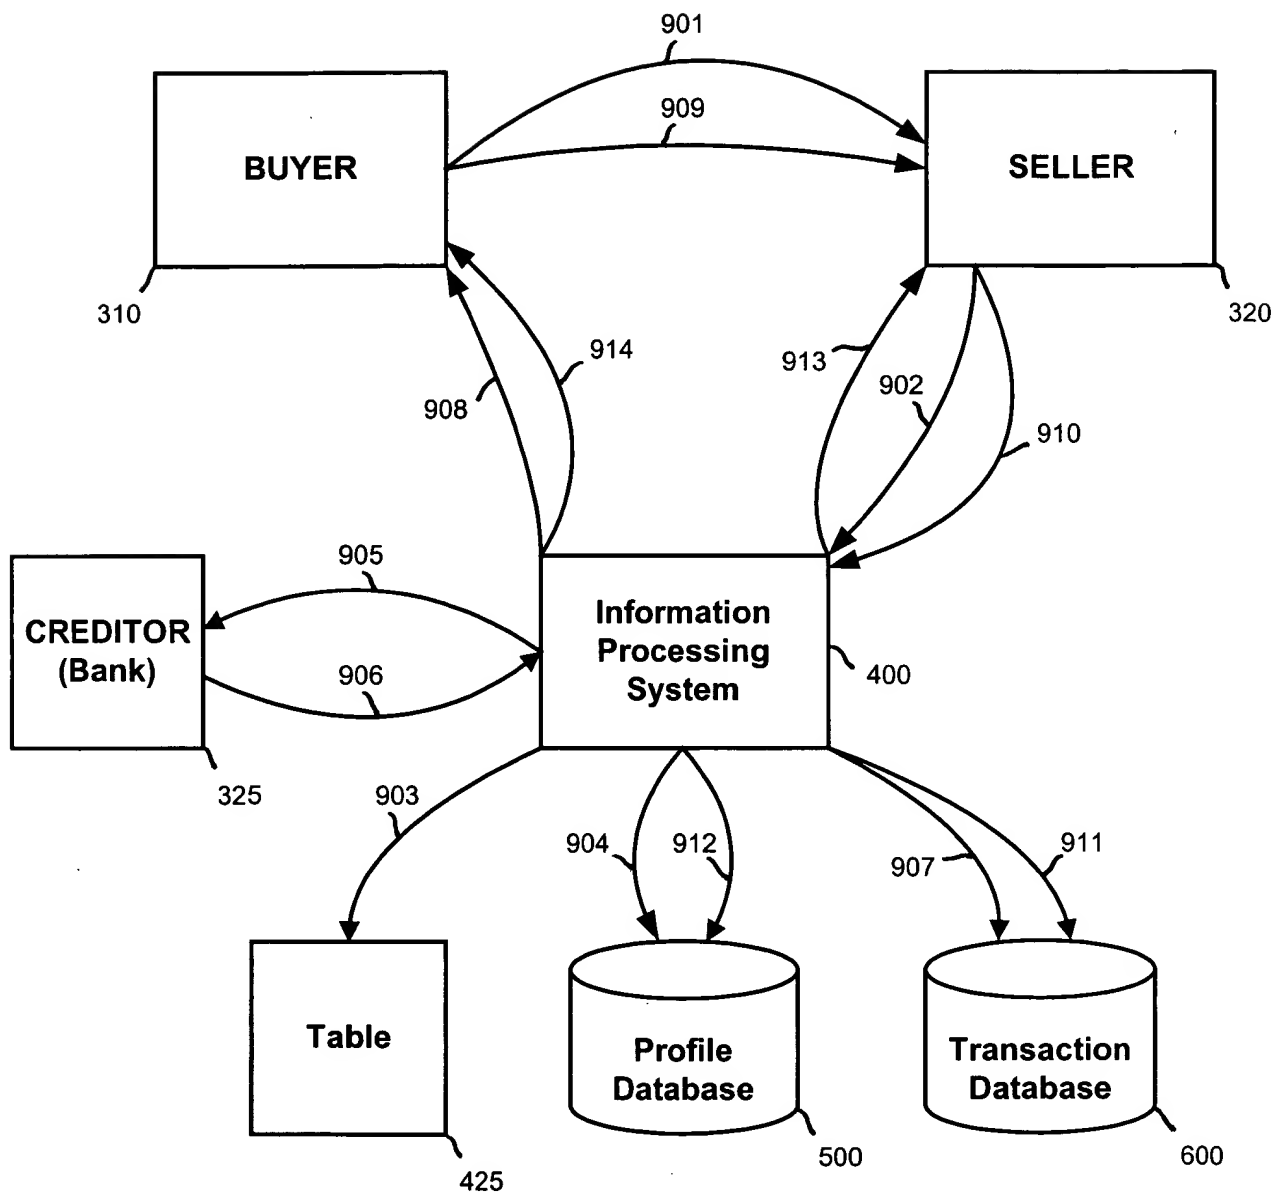 901
909
BUYER
SELLER
310
320
914
913
902
908
910
905
CREDITOR
(Bank)
906
Information
Processing
System
400
325
903
904
912
907
911
Table
Profile
Database
Transaction
Database
425
500
600